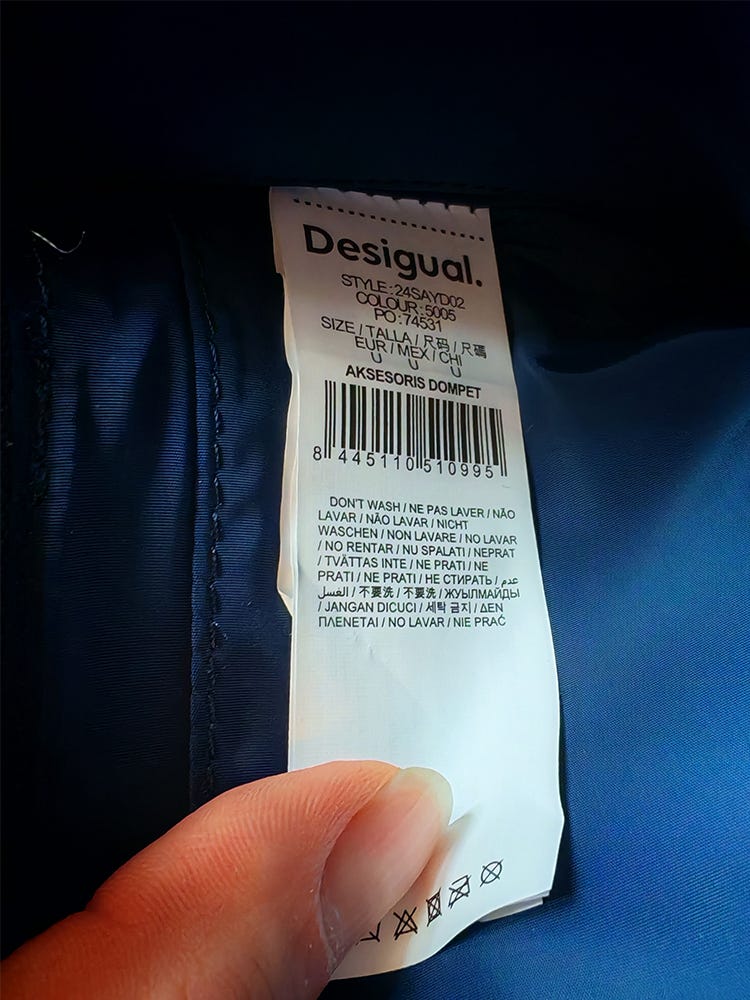 Desigual.
STYLE:24SAYD02
COLOUR:5005
PO:74531
SIZE / TALLA / 尺码 / 尺碼
EUR / MEX / CHI
U U U
AKSESORIS DOMPET
8 445110 510995
DON'T WASH / NE PAS LAVER / NÃO
LAVAR / NÃO LAVAR / NICHT
WASCHEN / NON LAVARE / NO LAVAR
/ NO RENTAR / NU SPALATI / NEPRAT
/ TVÄTTAS INTE / NE PRATI / NE
PRATI / NE PRATI / НЕ СТИРАТЬ / عدم
الغسل / 不要洗 / 不要洗 / ЖУЫЛМАЙДЫ
/ JANGAN DICUCI / 세탁 금지 / ΔΕΝ
ΠΛΕΝΕΤΑΙ / NO LAVAR / NIE PRAĆ